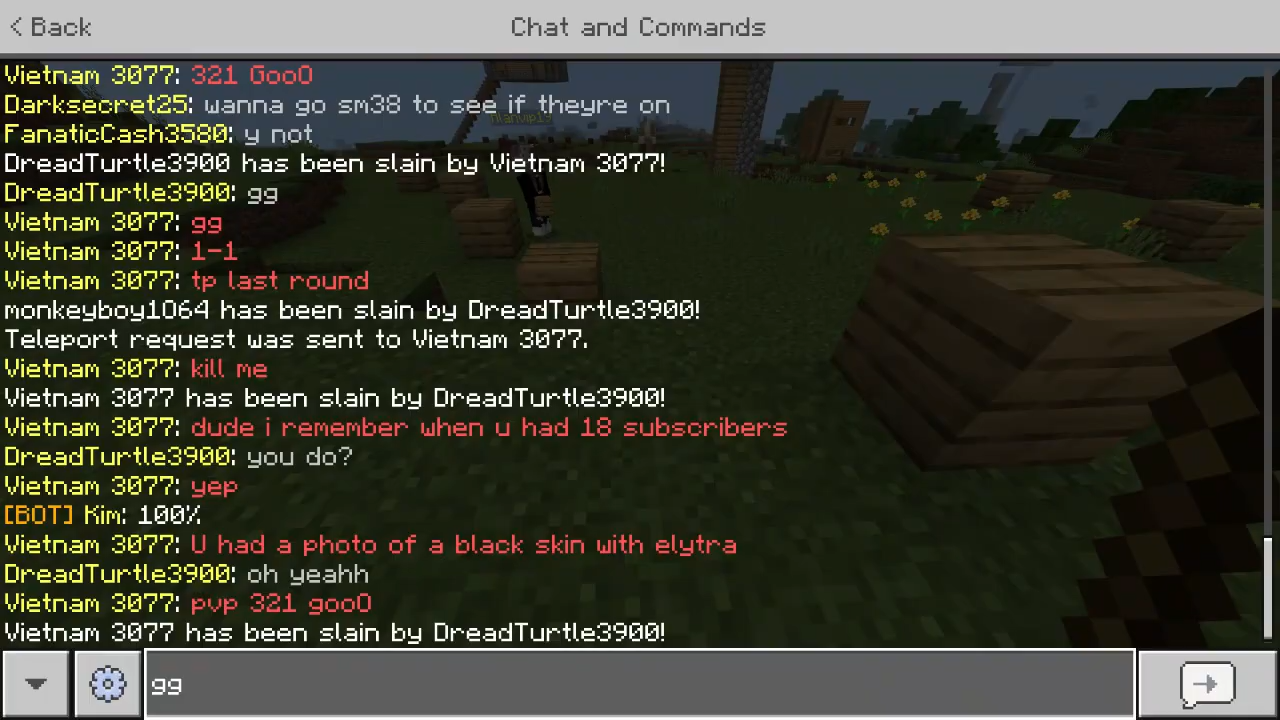 < Back
Chat and Commands
Vietnam 3077: 321 GooO
Darksecret25: wanna go sm38 to see if theyre on
FanaticCash3580: y not
DreadTurtle3900 has been slain by Vietnam 3077!
DreadTurtle3900: gg
Vietnam 3077: gg
Vietnam 3077: 1-1
Vietnam 3077: tp last round
monkeyboy1064 has been slain by DreadTurtle3900!
Teleport request was sent to Vietnam 3077.
Vietnam 3077: kill me
Vietnam 3077 has been slain by DreadTurtle3900!
Vietnam 3077: dude i remember when u had 18 subscribers
DreadTurtle3900: you do?
Vietnam 3077: yep
[BOT] Kim: 100%
Vietnam 3077: U had a photo of a black skin with elytra
DreadTurtle3900: oh yeahh
Vietnam 3077: pvp 321 gooO
Vietnam 3077 has been slain by DreadTurtle3900!
gg